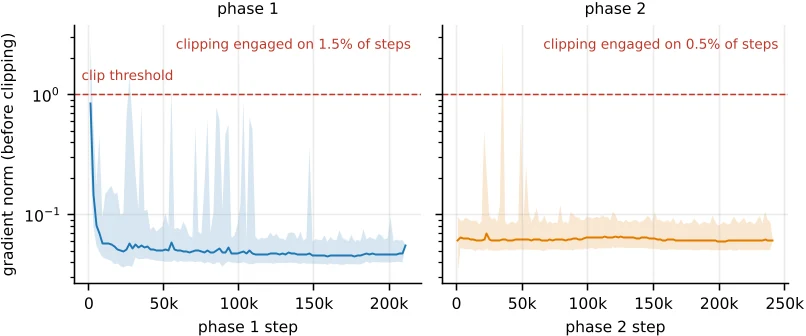 phase 1
phase 2
gradient norm (before clipping)
clipping engaged on 1.5% of steps
clip threshold
clipping engaged on 0.5% of steps
10⁰
10⁻¹
0
50k
100k
150k
200k
0
50k
100k
150k
200k
250k
phase 1 step
phase 2 step